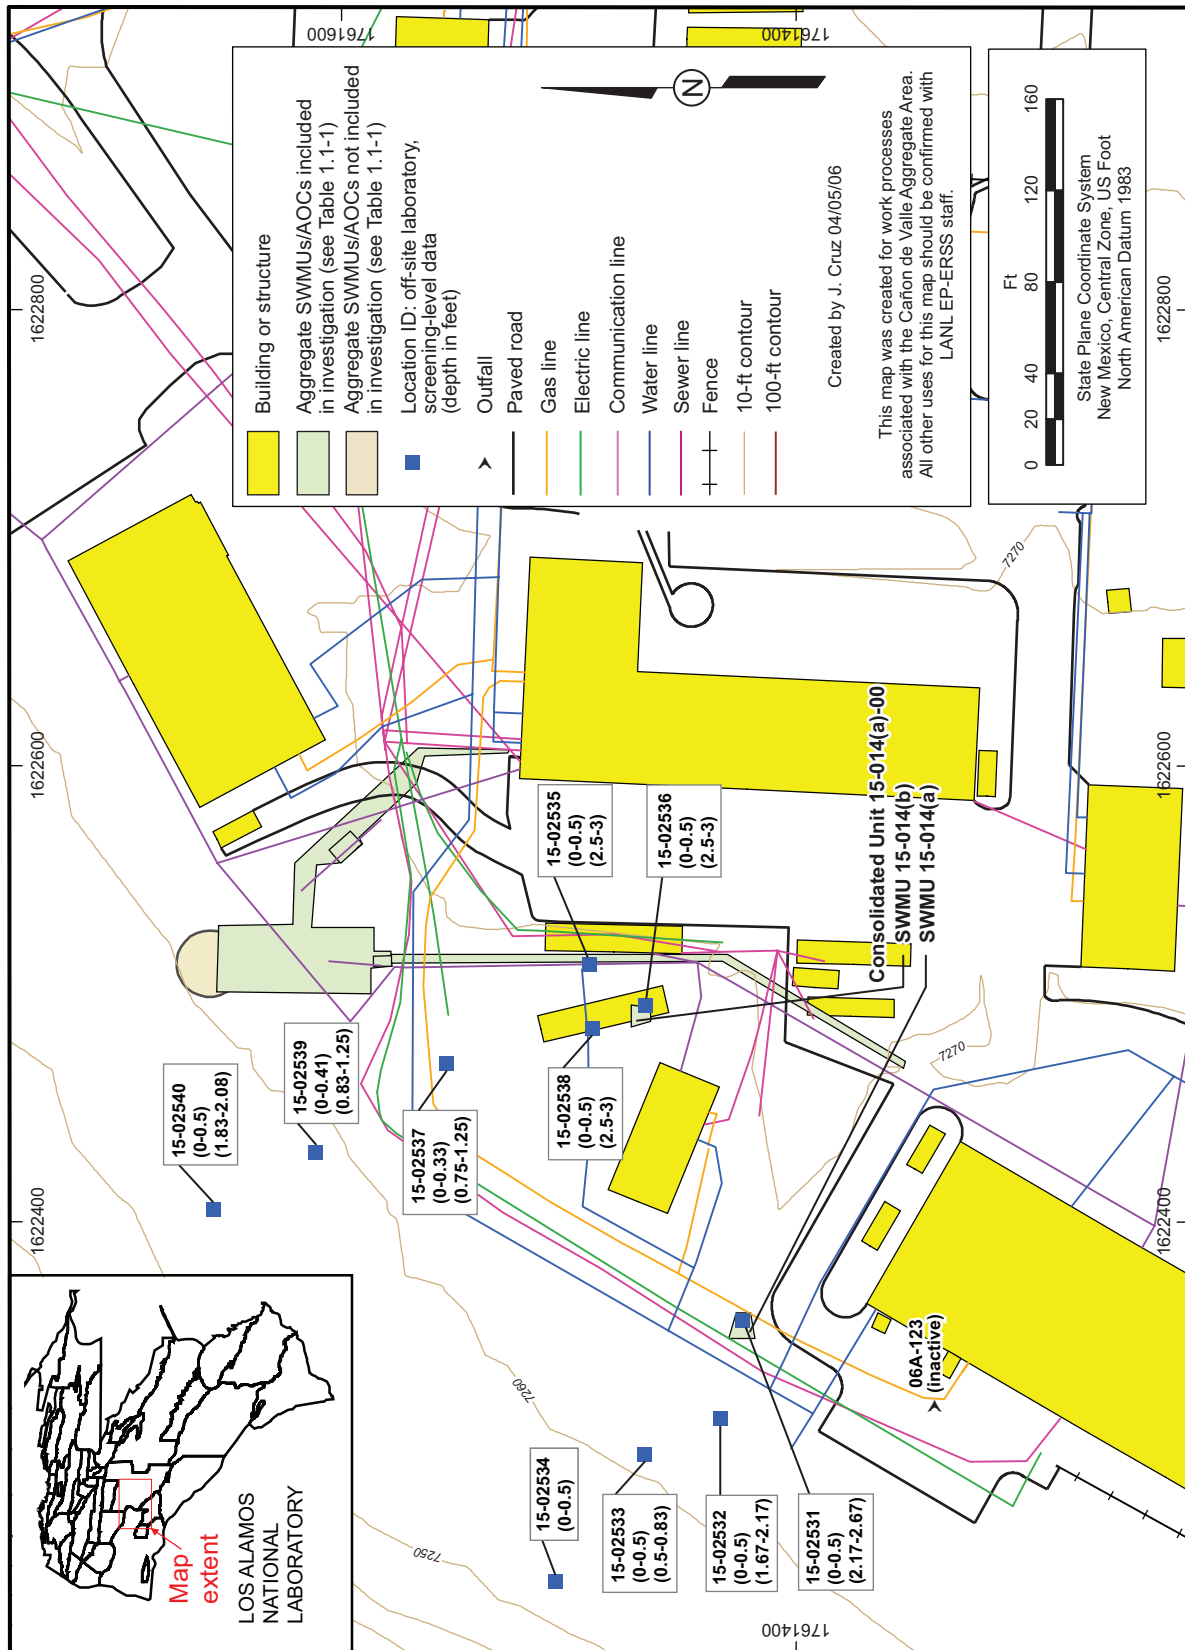 1761600
1761400
1622800
1622600
1622400
Building or structure
Aggregate SWMUs/AOCs included
in investigation (see Table 1.1-1)
Aggregate SWMUs/AOCs not included
in investigation (see Table 1.1-1)
Location ID: off-site laboratory,
screening-level data
(depth in feet)
Outfall
Paved road
Gas line
Electric line
Communication line
Water line
Sewer line
Fence
10-ft contour
100-ft contour
N
Created by J. Cruz 04/05/06
This map was created for work processes
associated with the Cañon de Valle Aggregate Area.
All other uses for this map should be confirmed with
LANL EP-ERSS staff.
Ft
0 20 40 80 120 160
State Plane Coordinate System
New Mexico, Central Zone, US Foot
North American Datum 1983
1622800
1622600
1622400
1761400
7270
7270
7260
7250
15-02535
(0-0.5)
(2.5-3)
15-02536
(0-0.5)
(2.5-3)
Consolidated Unit 15-014(a)-00
SWMU 15-014(b)
SWMU 15-014(a)
15-02540
(0-0.5)
(1.83-2.08)
15-02539
(0-0.41)
(0.83-1.25)
15-02537
(0-0.33)
(0.75-1.25)
15-02538
(0-0.5)
(2.5-3)
15-02534
(0-0.5)
15-02533
(0-0.5)
(0.5-0.83)
15-02532
(0-0.5)
(1.67-2.17)
15-02531
(0-0.5)
(2.17-2.67)
06A-123
(inactive)
Map
extent
LOS ALAMOS
NATIONAL
LABORATORY